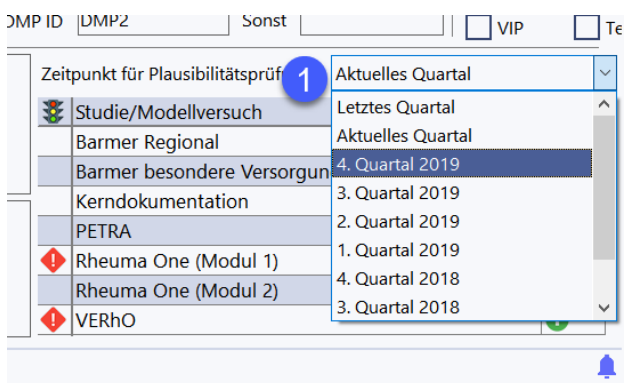 OMP ID DMP2 Sonst VIP Te
Zeitpunkt für Plausibilitätsprüf 1 Aktuelles Quartal
Studie/Modellversuch
Barmer Regional
Barmer besondere Versorgun
Kerndokumentation
PETRA
Rheuma One (Modul 1)
Rheuma One (Modul 2)
VERhO
Letztes Quartal
Aktuelles Quartal
4. Quartal 2019
3. Quartal 2019
2. Quartal 2019
1. Quartal 2019
4. Quartal 2018
3. Quartal 2018